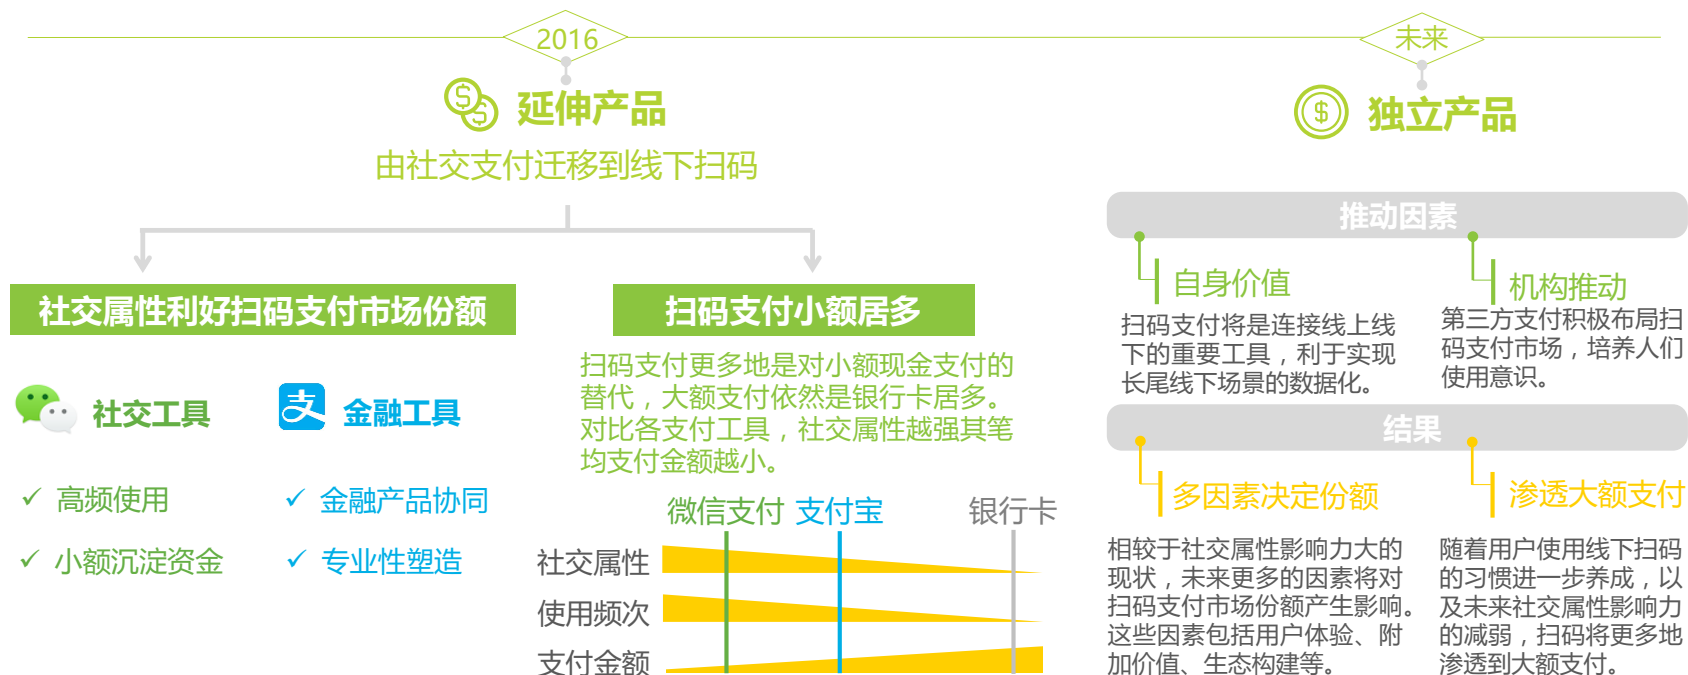 2016
延伸产品
由社交支付迁移到线下扫码
社交属性利好扫码支付市场份额
社交工具
金融工具
高频使用
金融产品协同
小额沉淀资金
专业性塑造
扫码支付小额居多
扫码支付更多地是对小额现金支付的
替代，大额支付依然是银行卡居多。
对比各支付工具，社交属性越强其笔
均支付金额越小。
微信支付 支付宝 银行卡
社交属性
使用频次
支付金额
未来
独立产品
推动因素
自身价值
扫码支付将是连接线上线
下的重要工具，利于实现
长尾线下场景的数据化。
机构推动
第三方支付积极布局扫
码支付市场，培养人们
使用意识。
结果
多因素决定份额
相较于社交属性影响力大的
现状，未来更多的因素将对
扫码支付市场份额产生影响。
这些因素包括用户体验、附
加价值、生态构建等。
渗透大额支付
随着用户使用线下扫码
的习惯进一步养成，以
及未来社交属性影响力
的减弱，扫码将更多地
渗透到大额支付。